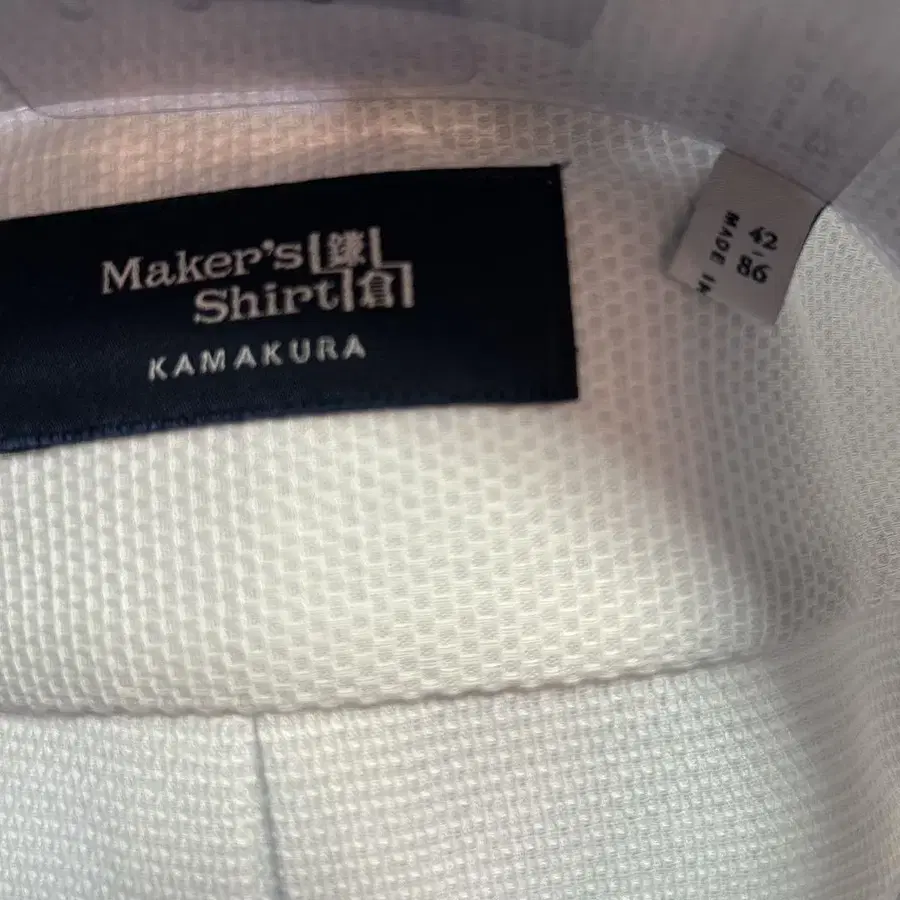 Maker's 鎌
Shirt 倉
KAMAKURA
42
86
MADE IN